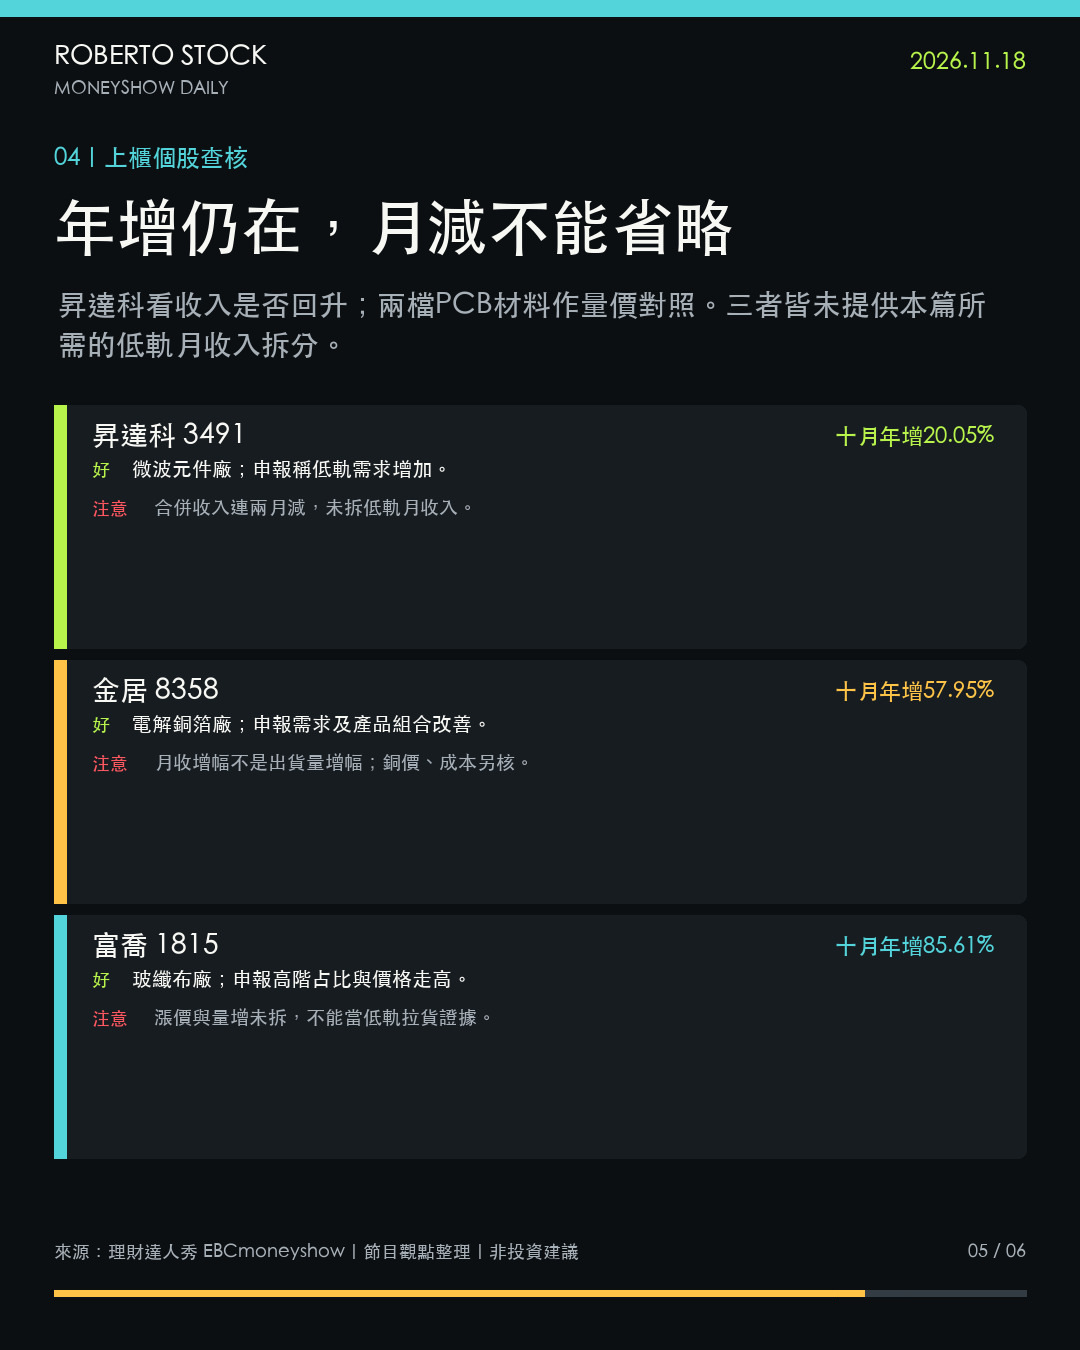 ROBERTO STOCK
MONEYSHOW DAILY
2026.11.18
04｜上櫃個股查核
年增仍在，月減不能省略
昇達科看收入是否回升；兩檔PCB材料作量價對照。三者皆未提供本篇所
需的低軌月收入拆分。
昇達科 3491
十月年增20.05%
好 微波元件廠；申報稱低軌需求增加。
注意 合併收入連兩月減，未拆低軌月收入。
金居 8358
十月年增57.95%
好 電解銅箔廠；申報需求及產品組合改善。
注意 月收增幅不是出貨量增幅；銅價、成本另核。
富喬 1815
十月年增85.61%
好 玻纖布廠；申報高階占比與價格走高。
注意 漲價與量增未拆，不能當低軌拉貨證據。
來源：理財達人秀 EBCmoneyshow｜節目觀點整理｜非投資建議
05 / 06